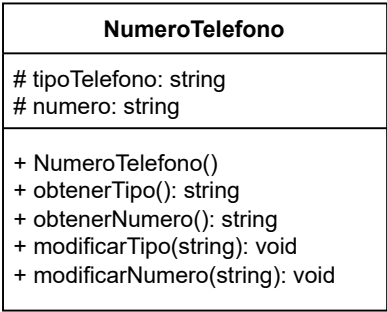 NumeroTelefono
# tipoTelefono: string
# numero: string
+ NumeroTelefono()
+ obtenerTipo(): string
+ obtenerNumero(): string
+ modificarTipo(string): void
+ modificarNumero(string): void